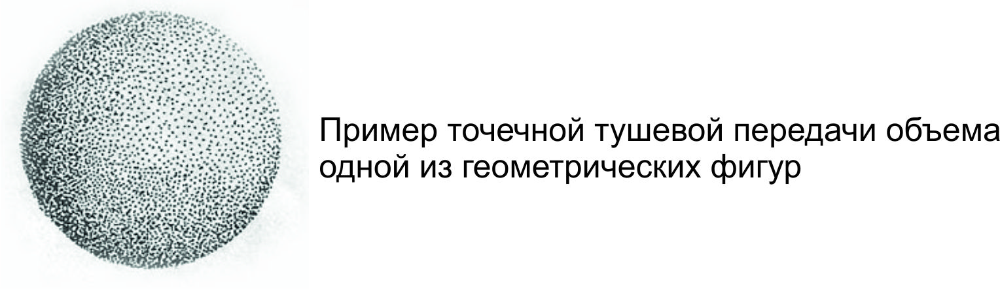 Пример точечной тушевой передачи объема
одной из геометрических фигур